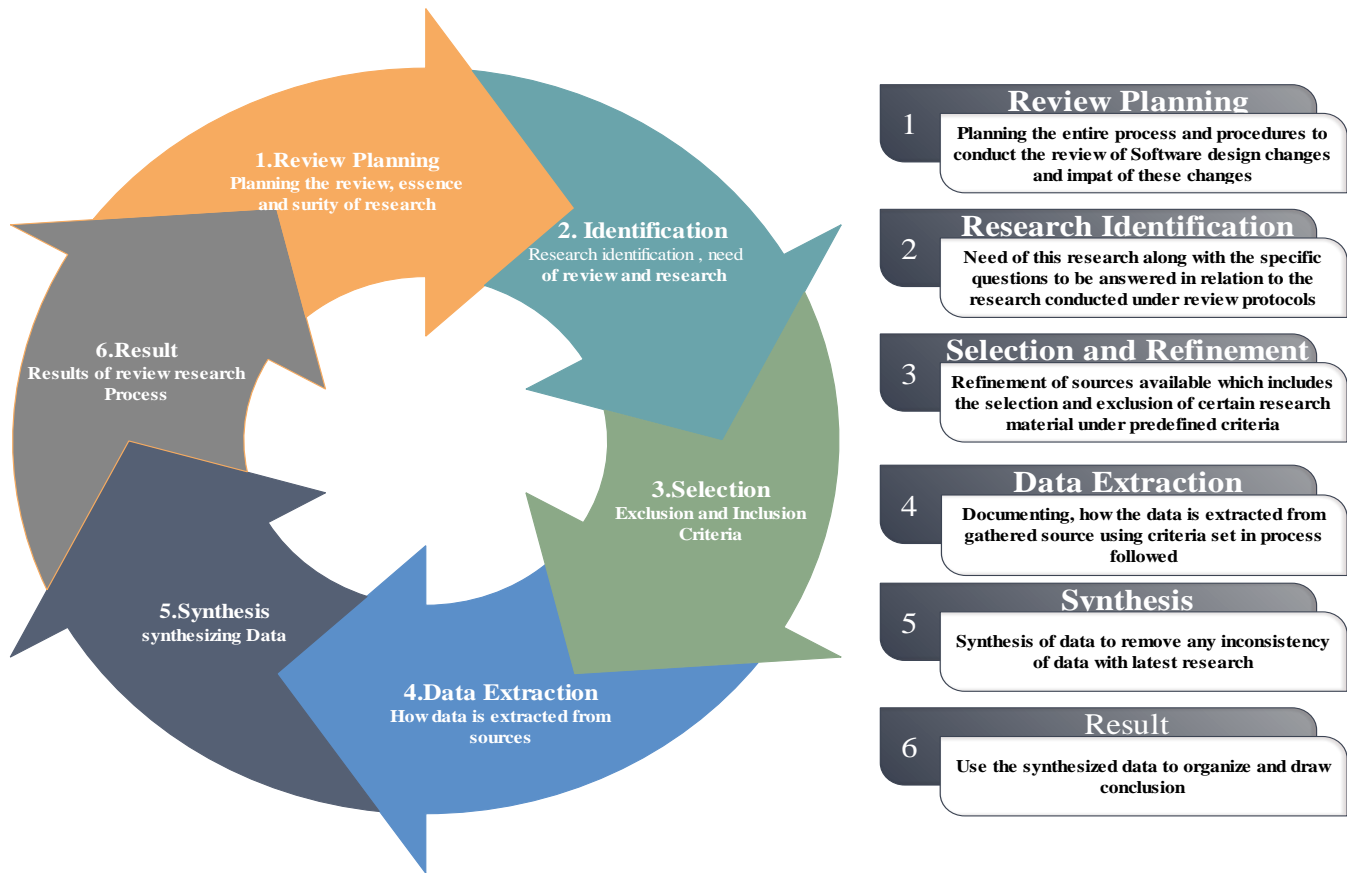 1.Review Planning
Planning the review, essence
and surity of research
2. Identification
Research identification , need
of review and research
3.Selection
Exclusion and Inclusion
Criteria
4.Data Extraction
How data is extracted from
sources
5.Synthesis
synthesizing Data
6.Result
Results of review research
Process
1
Review Planning
Planning the entire process and procedures to
conduct the review of Software design changes
and impat of these changes
2
Research Identification
Need of this research along with the specific
questions to be answered in relation to the
research conducted under review protocols
3
Selection and Refinement
Refinement of sources available which includes
the selection and exclusion of certain research
material under predefined criteria
4
Data Extraction
Documenting, how the data is extracted from
gathered source using criteria set in process
followed
5
Synthesis
Synthesis of data to remove any inconsistency
of data with latest research
6
Result
Use the synthesized data to organize and draw
conclusion